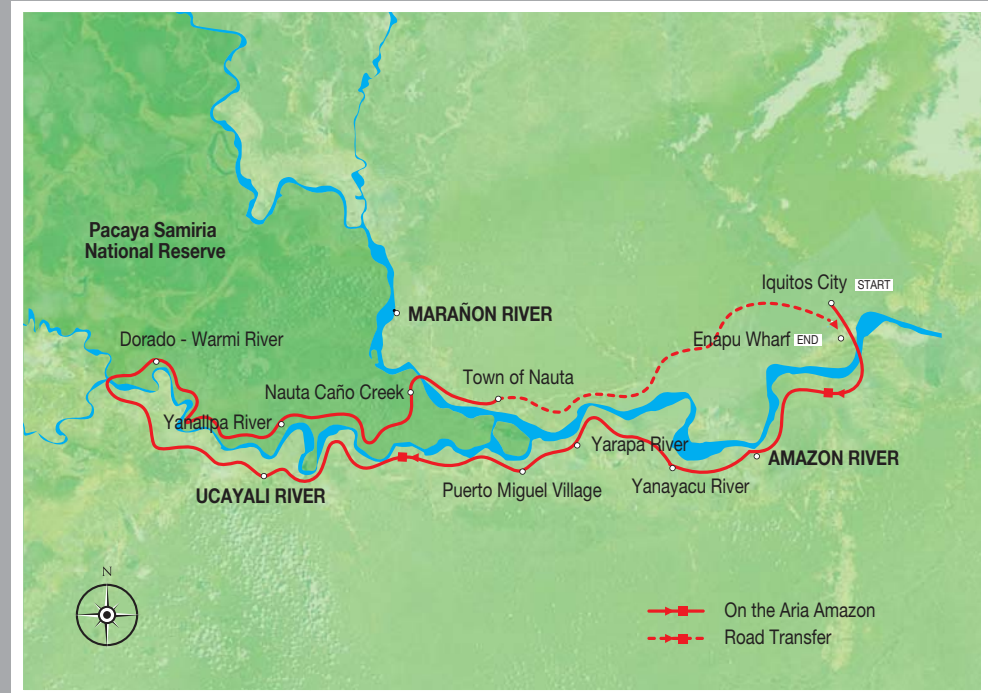 Pacaya Samiria
National Reserve
Iquitos City START
MARAÑON RIVER
Enapu Wharf END
Dorado - Warmi River
Nauta Caño Creek
Town of Nauta
Yanallpa River
Yarapa River
AMAZON RIVER
UCAYALI RIVER
Puerto Miguel Village
Yanayacu River
N
On the Aria Amazon
Road Transfer